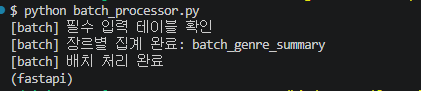 $ python batch_processor.py
[batch] 필수 입력 테이블 확인
[batch] 장르별 집계 완료: batch_genre_summary
[batch] 배치 처리 완료
(fastapi)